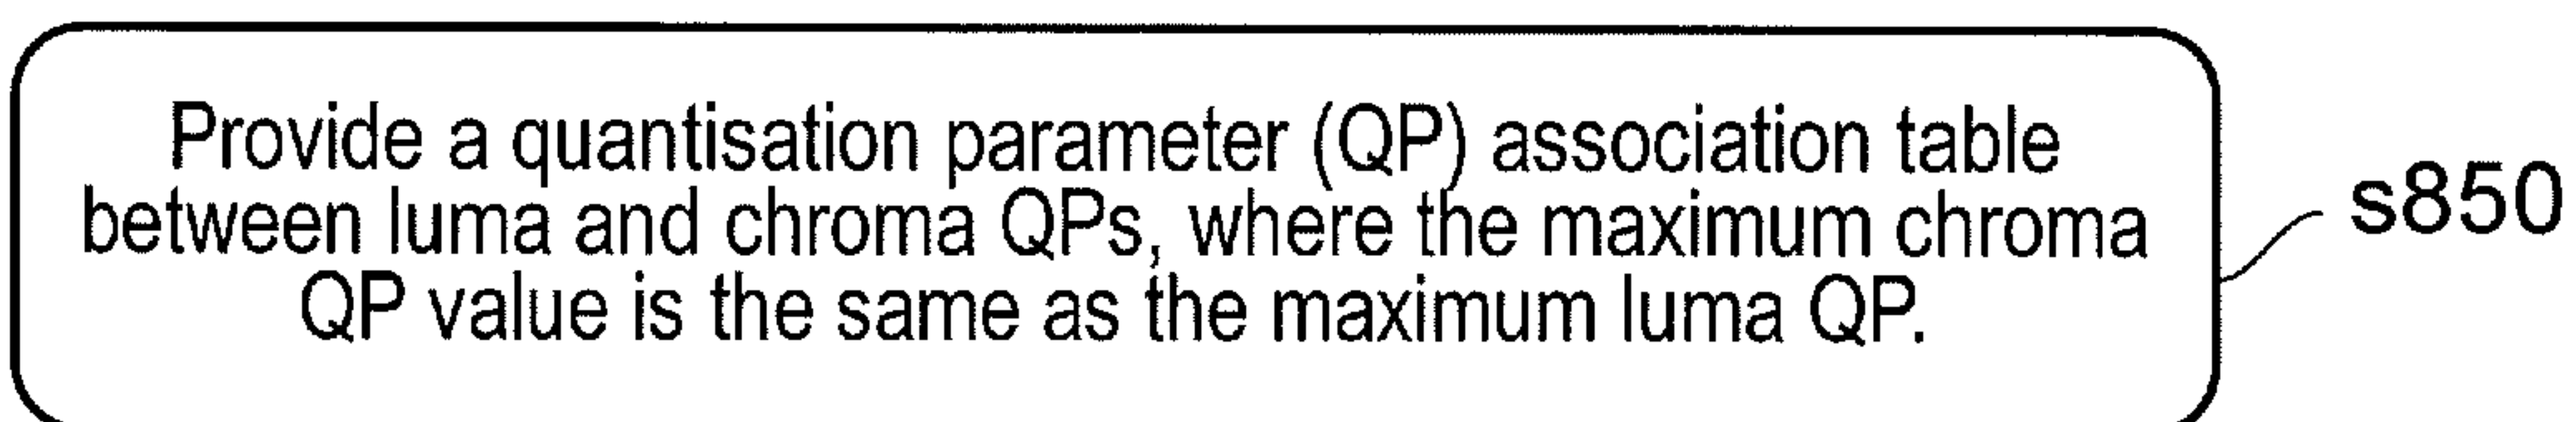 Provide a quantisation parameter (QP) association table
between luma and chroma QPs, where the maximum chroma
QP value is the same as the maximum luma QP.
s850